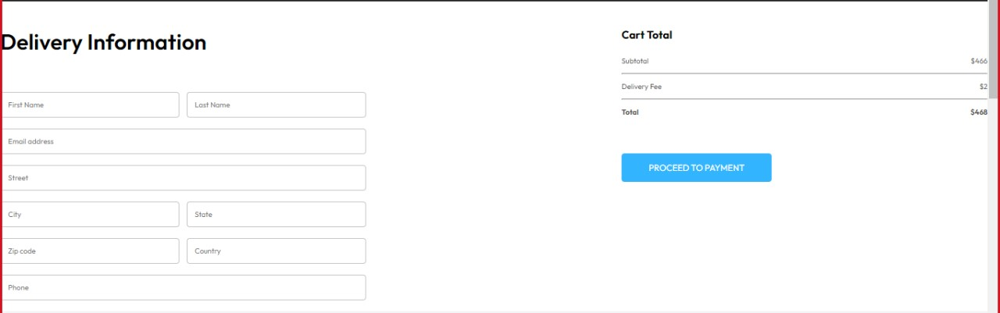 Delivery Information
First Name
Last Name
Email address
Street
City
State
Zip code
Country
Phone
Cart Total
Subtotal $466
Delivery Fee $2
Total $468
PROCEED TO PAYMENT